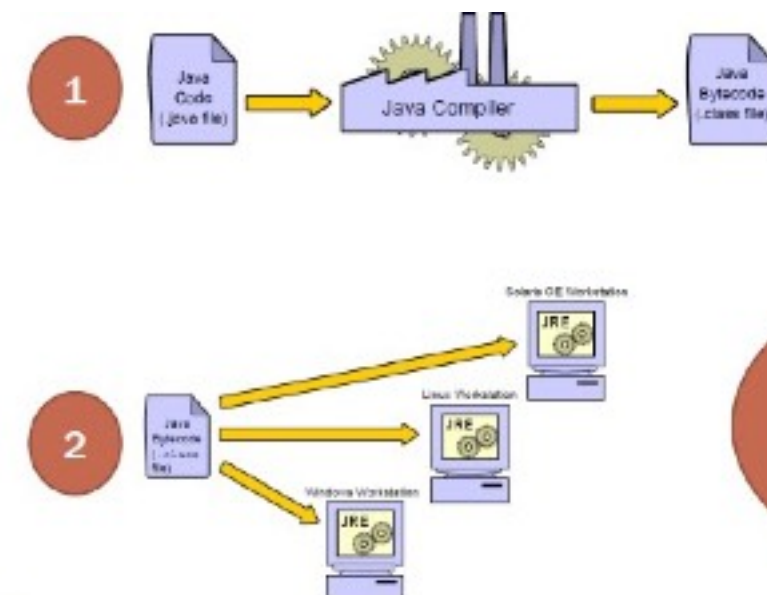 1
Java
Code
(.java file)
Java Compiler
Java
Bytecode
(.class file)
Solaris OE Workstation
JRE
Linux Workstation
JRE
2
Java
Bytecode
(.class
file)
Windows Workstation
JRE